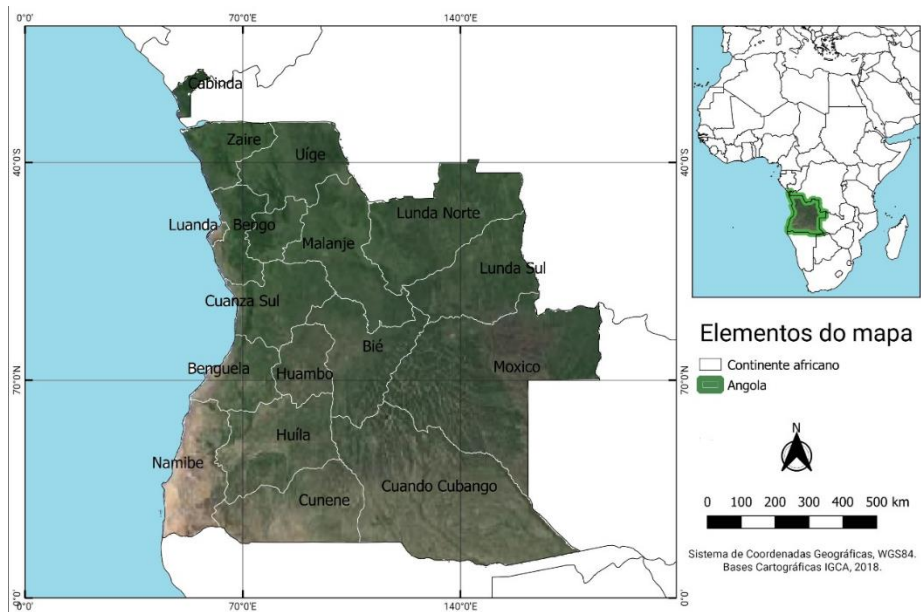 0°0'
70°0'E
140°0'E
0°0'
Cabinda
Zaire
Uíge
40°0'S
40°0'S
Lunda Norte
Luanda
Bengo
Malanje
Lunda Sul
Cuanza Sul
Bié
Benguela
Huambo
Moxico
70°0'N
70°0'N
Huíla
Namibe
Cuando Cubango
Cunene
0°0'
0°0'
70°0'E
140°0'E
0°0'
Elementos do mapa
Continente africano
Angola
N
0 100 200 300 400 500 km
Sistema de Coordenadas Geográficas, WGS84.
Bases Cartográficas IGCA, 2018.